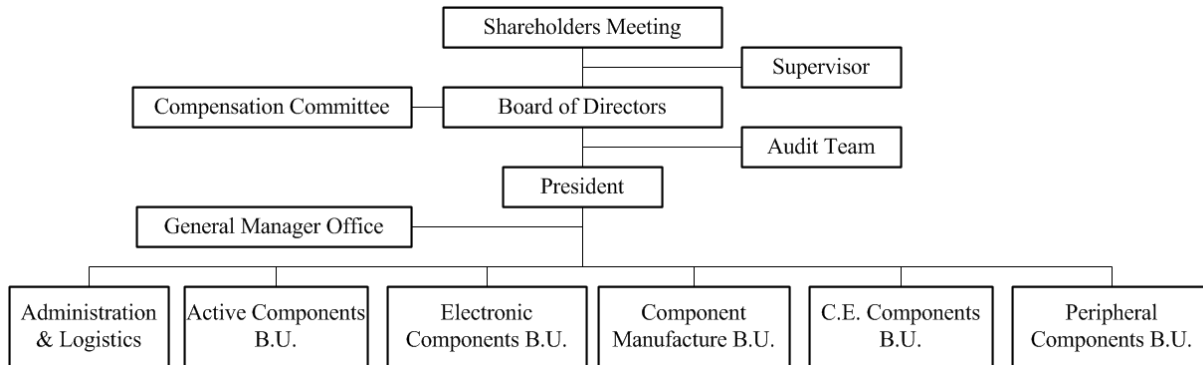 Shareholders Meeting
Supervisor
Compensation Committee
Board of Directors
Audit Team
President
General Manager Office
Administration
& Logistics
Active Components
B.U.
Electronic
Components B.U.
Component
Manufacture B.U.
C.E. Components
B.U.
Peripheral
Components B.U.